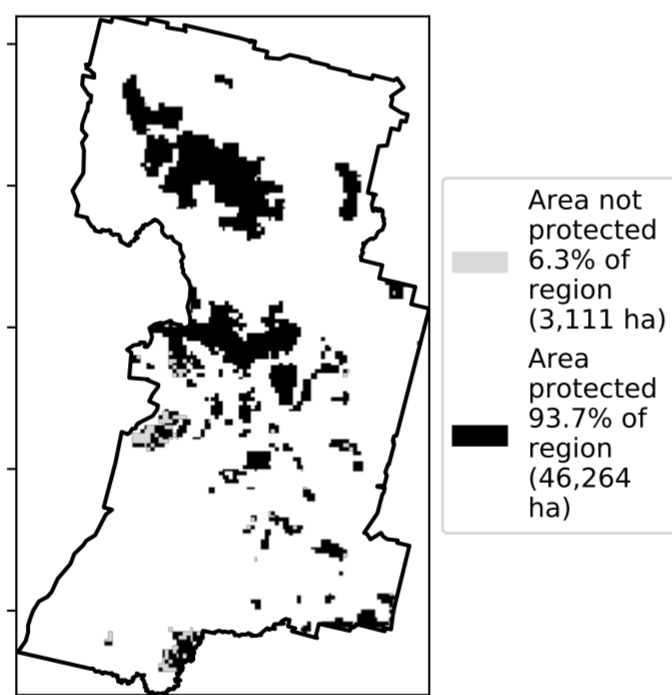 Area not
protected
6.3% of
region
(3,111 ha)
Area
protected
93.7% of
region
(46,264
ha)